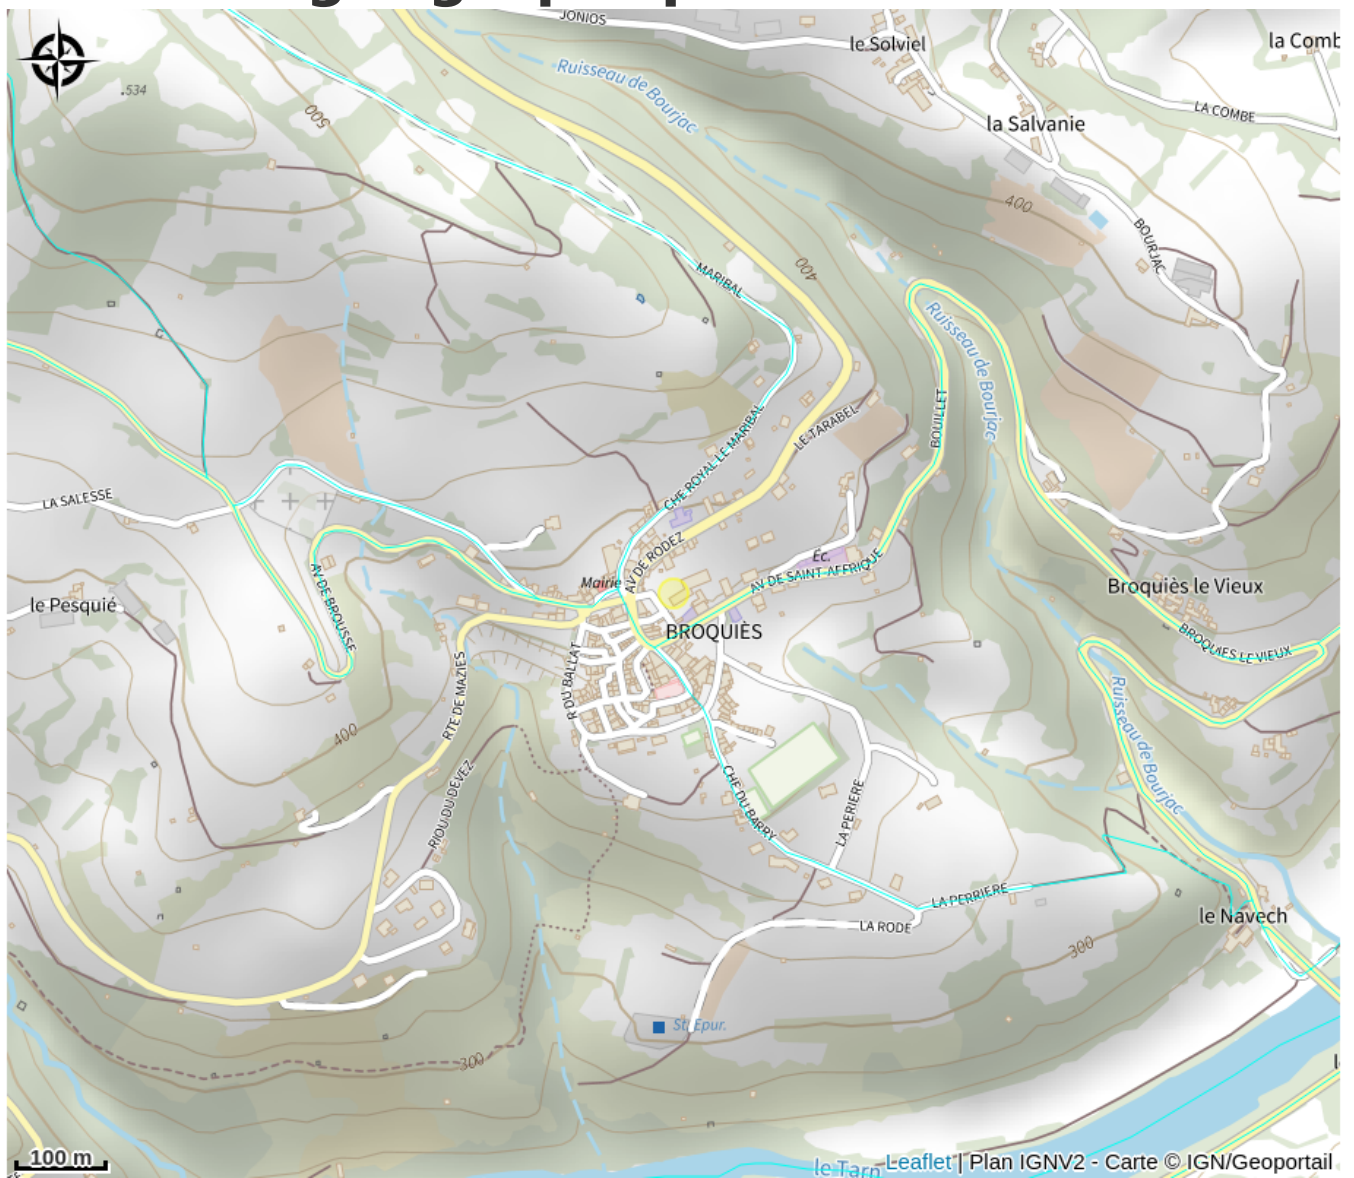 JONIOS
le Solviel
la Comb
Ruisseau de Bourjac
534
500
LA COMBE
la Salvanie
400
BOURJAC
MARIBAL
400
Ruisseau de Bourjac
BOUILLET
CHE ROYAL LE MARIBAL
LE TARABEL
LA SALESSE
AV DE RODEZ
Ec.
AV DE SAINT-AFFRIQUE
Mairie
AV DE BROUSSE
le Pesquié
Broquiès le Vieux
BROQUIÈS
BROQUIES LE VIEUX
R DU BALLAT
RTE DE MAZIES
Ruisseau de Bourjac
400
RIOU DU DEVEZ
CHE DU BARRY
LA PERIERE
LA PERRIERE
LA RODE
le Navech
300
St. Epur.
300
100 m
le Tarn
Leaflet | Plan IGNV2 - Carte © IGN/Geoportail